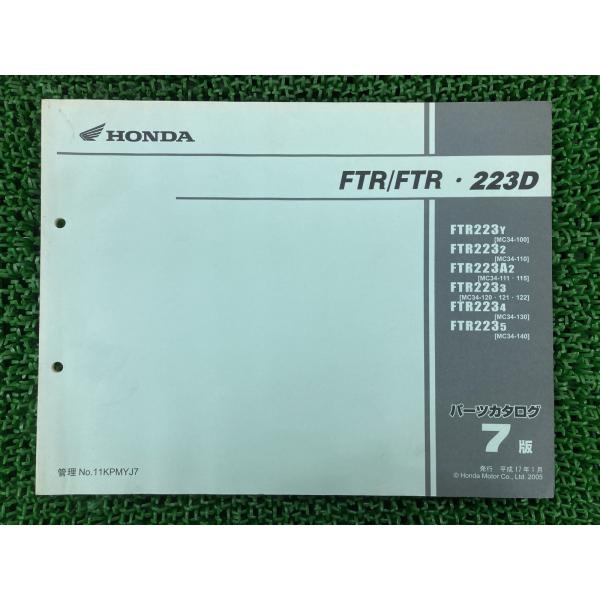 HONDA
FTR/FTR・223D
FTR223Y
[MC34-100]
FTR2232
[MC34-110]
FTR223A2
[MC34-111・115]
FTR2233
[MC34-120・121・122]
FTR2234
[MC34-130]
FTR2235
[MC34-140]
パーツカタログ
7版
管理 No.11KPMYJ7
発行 平成17年1月
© Honda Motor Co., Ltd. 2005